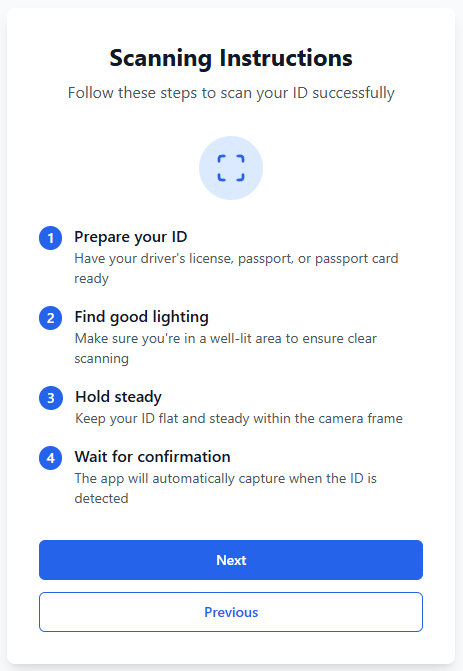 Scanning Instructions
Follow these steps to scan your ID successfully
1 Prepare your ID
Have your driver's license, passport, or passport card
ready
2 Find good lighting
Make sure you're in a well-lit area to ensure clear
scanning
3 Hold steady
Keep your ID flat and steady within the camera frame
4 Wait for confirmation
The app will automatically capture when the ID is
detected
Next
Previous